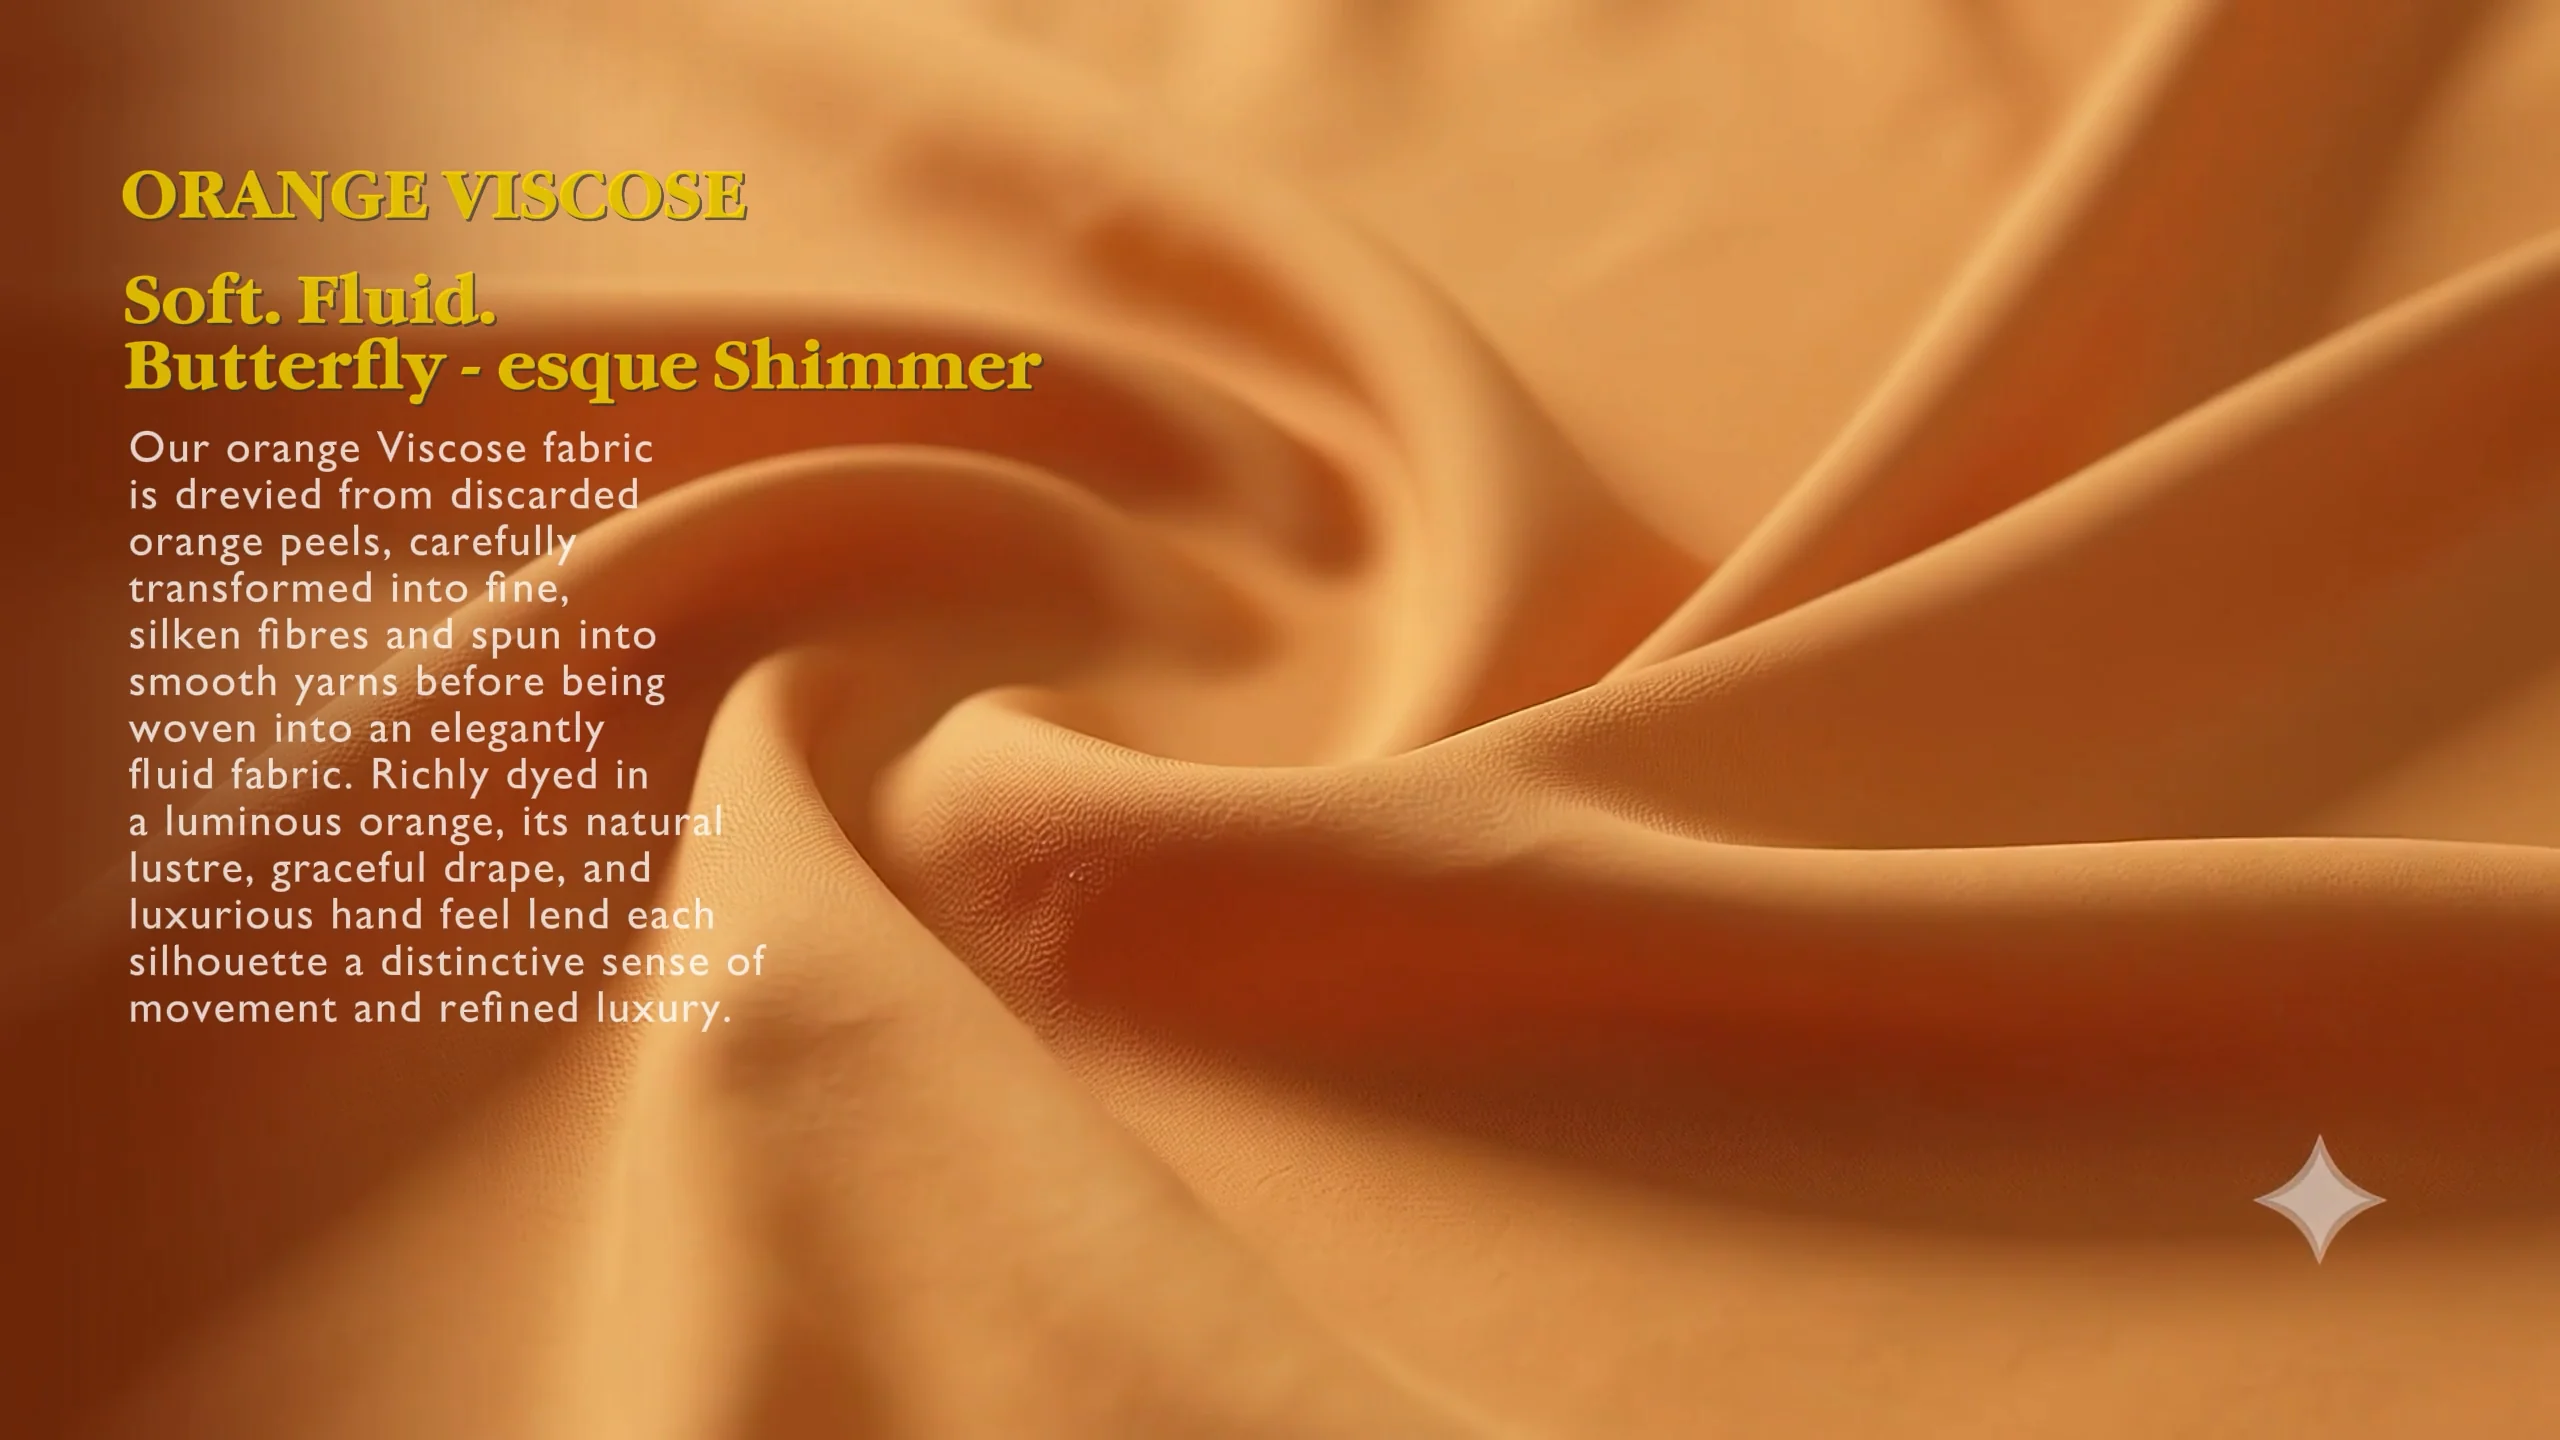 ORANGE VISCOSE
Soft. Fluid.
Butterfly - esque Shimmer
Our orange Viscose fabric
is drevied from discarded
orange peels, carefully
transformed into fine,
silken fibres and spun into
smooth yarns before being
woven into an elegantly
fluid fabric. Richly dyed in
a luminous orange, its natural
lustre, graceful drape, and
luxurious hand feel lend each
silhouette a distinctive sense of
movement and refined luxury.